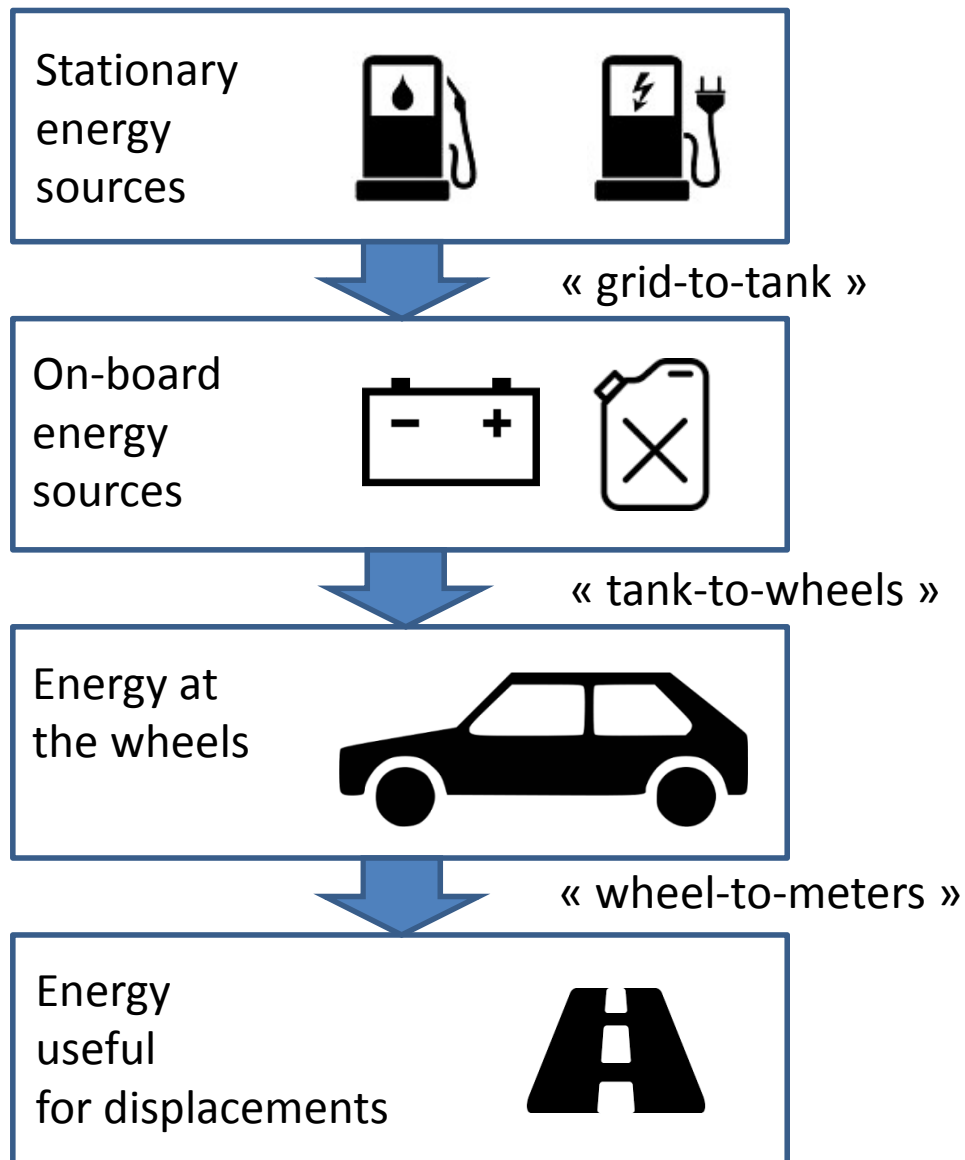 Stationary
energy
sources
« grid-to-tank »
On-board
energy
sources
− +
« tank-to-wheels »
Energy at
the wheels
« wheel-to-meters »
Energy
useful
for displacements